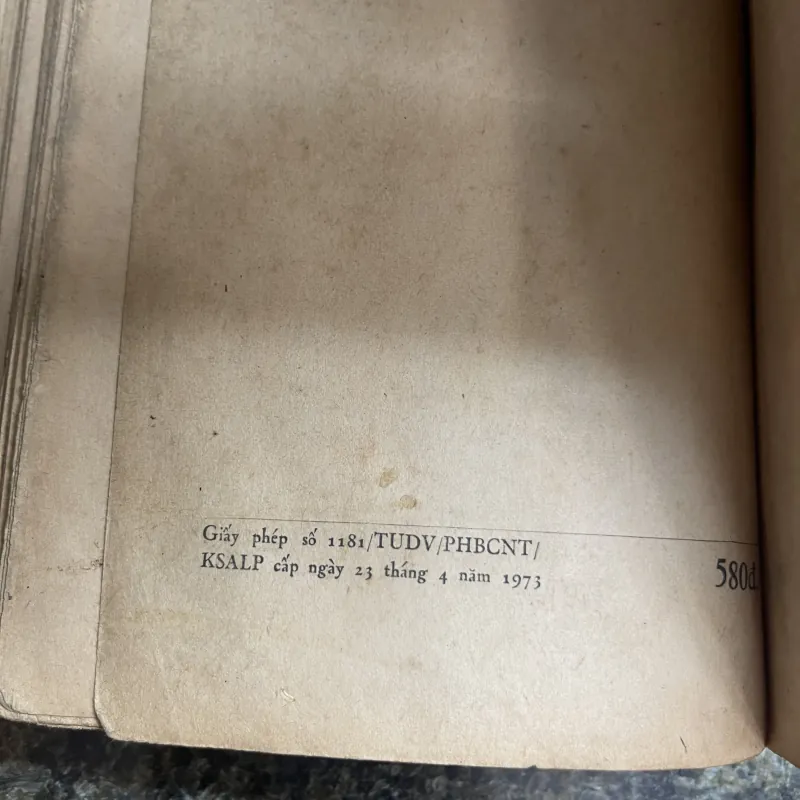 Giấy phép số 1181/TUDV/PHBCNT/
KSALP cấp ngày 23 tháng 4 năm 1973
580đ.